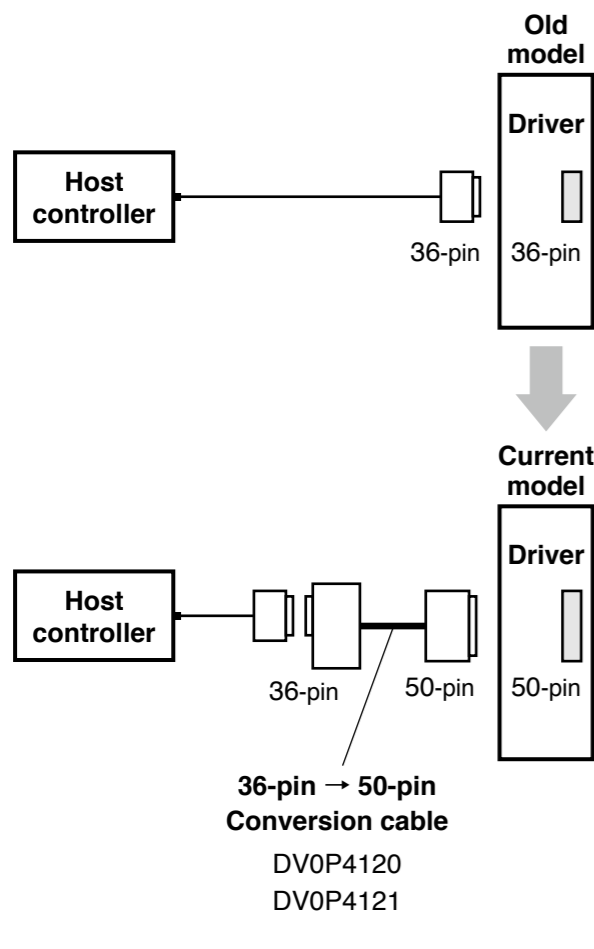 Old
model
Driver
Host
controller
36-pin 36-pin
Current
model
Driver
Host
controller
36-pin 50-pin 50-pin
36-pin → 50-pin
Conversion cable
DV0P4120
DV0P4121